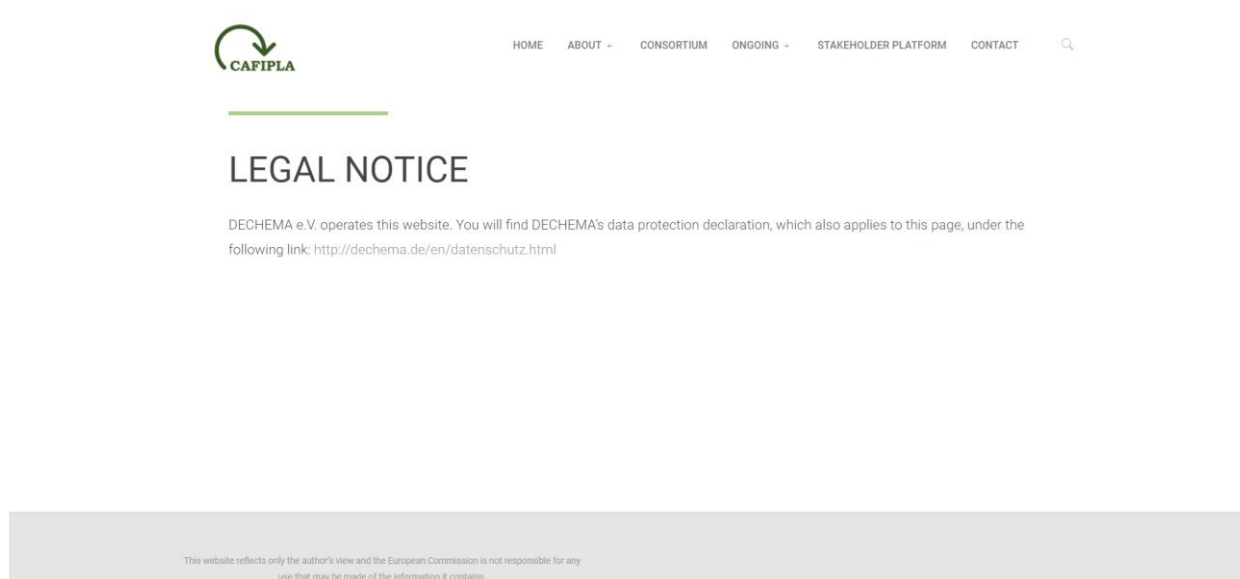 CAFIPLA
HOME ABOUT + CONSORTIUM ONGOING + STAKEHOLDER PLATFORM CONTACT
LEGAL NOTICE
DECHEMA e.V. operates this website. You will find DECHEMA's data protection declaration, which also applies to this page, under the
following link: http://dechema.de/en/datenschutz.html
This website reflects only the author's view and the European Commission is not responsible for any
use that may be made of the information it contains.